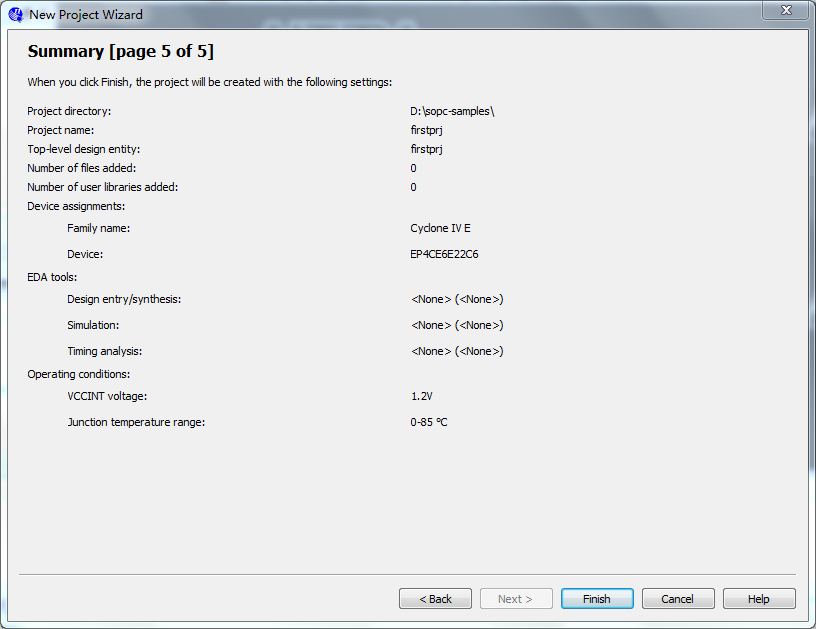 New Project Wizard
Summary [page 5 of 5]
When you click Finish, the project will be created with the following settings:
Project directory: D:\sopc-samples\
Project name: firstprj
Top-level design entity: firstprj
Number of files added: 0
Number of user libraries added: 0
Device assignments:
Family name: Cyclone IV E
Device: EP4CE6E22C6
EDA tools:
Design entry/synthesis: <None> (<None>)
Simulation: <None> (<None>)
Timing analysis: <None> (<None>)
Operating conditions:
VCCINT voltage: 1.2V
Junction temperature range: 0-85 ºC
< Back Next > Finish Cancel Help